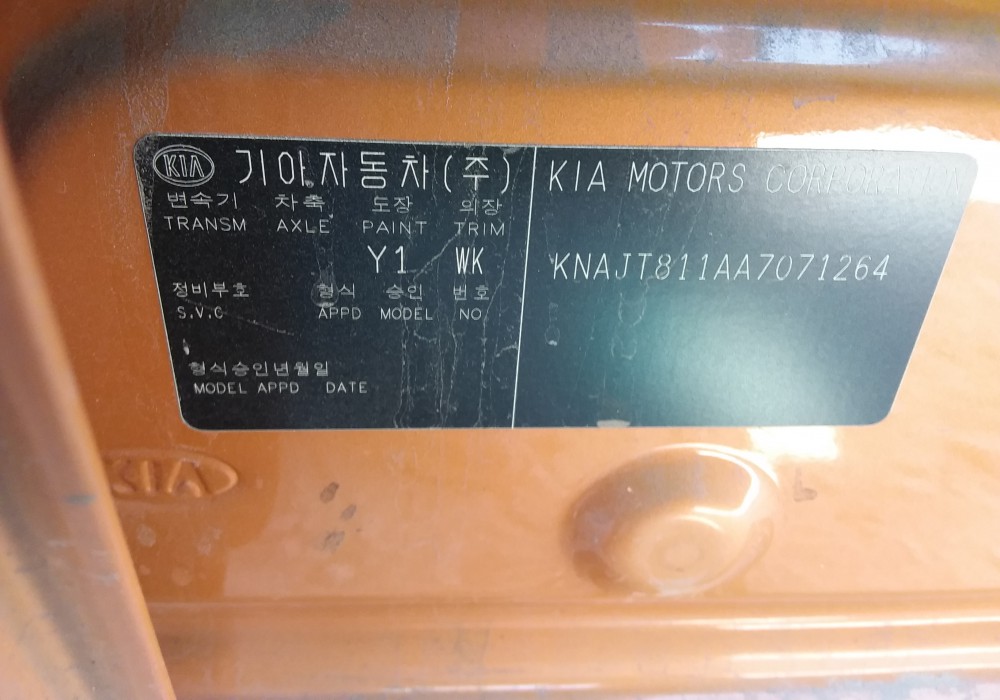 KIA 기아자동차(주)
변속기 차축 도장 의장
TRANSM AXLE PAINT TRIM
Y1 WK
정비부호 형식 승인 번호
S.V.C APPD MODEL NO
형식승인년월일
MODEL APPD DATE
KIA MOTORS CORPORATION
KNAJT811AA7071264
KIA